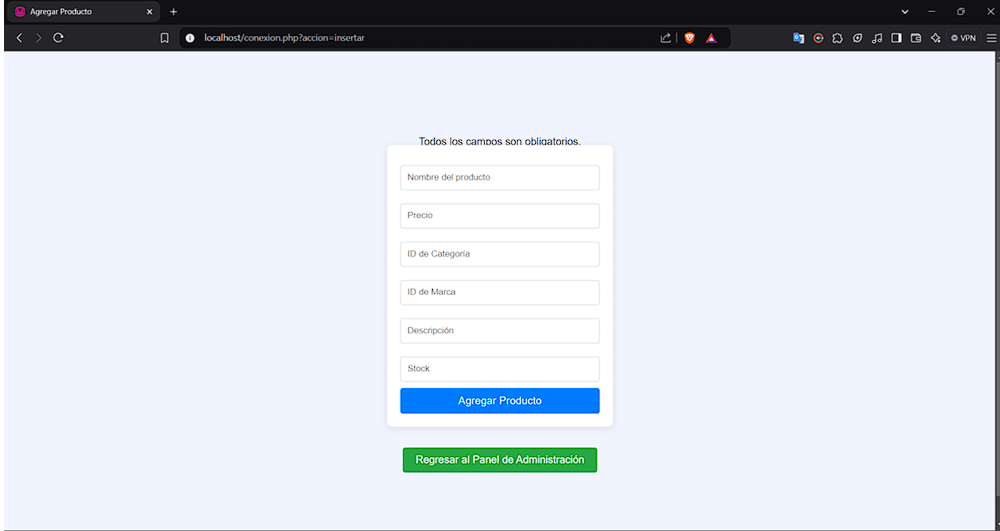 Agregar Producto
localhost/conexion.php?accion=insertar
VPN
Todos los campos son obligatorios.
Nombre del producto
Precio
ID de Categoría
ID de Marca
Descripción
Stock
Agregar Producto
Regresar al Panel de Administración